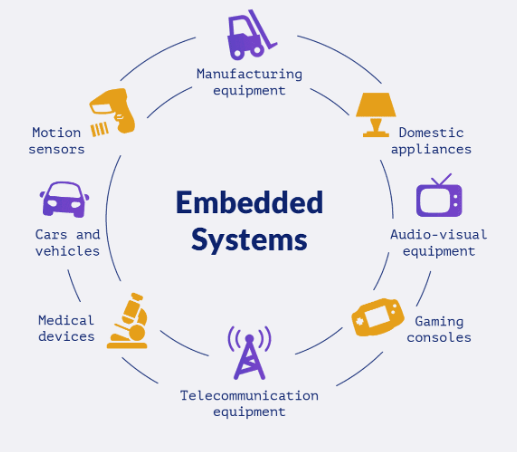 Manufacturing
equipment
Motion
sensors
Domestic
appliances
Embedded
Systems
Cars and
vehicles
Audio-visual
equipment
Medical
devices
Gaming
consoles
Telecommunication
equipment